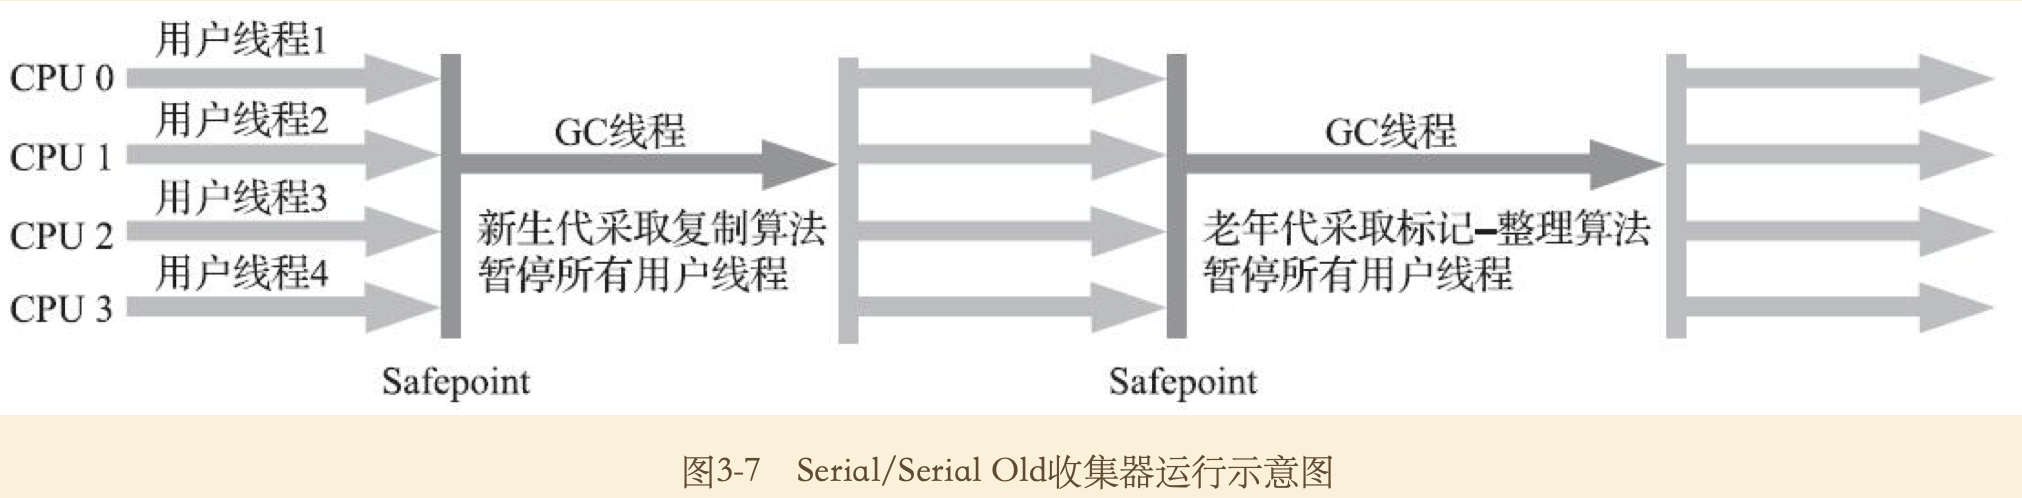 用户线程1
CPU 0
用户线程2
CPU 1
用户线程3
CPU 2
用户线程4
CPU 3
GC线程
新生代采取复制算法
暂停所有用户线程
GC线程
老年代采取标记–整理算法
暂停所有用户线程
Safepoint
Safepoint
图3-7 Serial/Serial Old收集器运行示意图